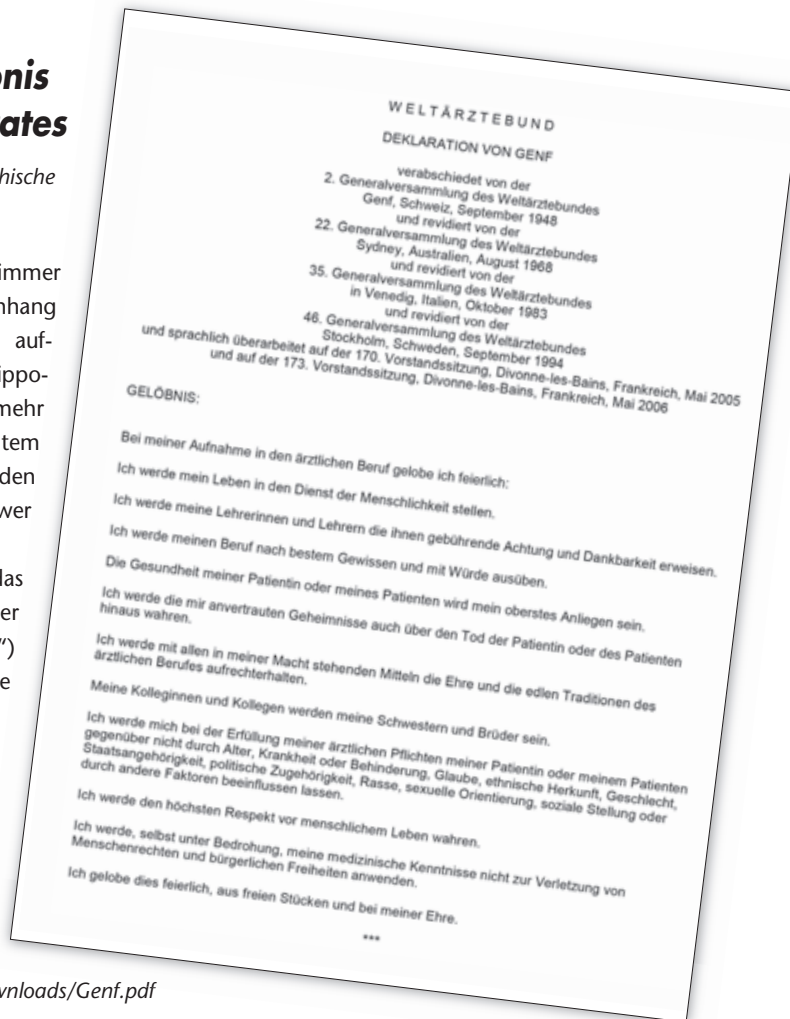 nis
ates
hische
immer
nhang
auf-
ippo-
mehr
tem
den
wer
das
er
“)
e
WELTÄRZTEBUND
DEKLARATION VON GENF
verabschiedet von der
2. Generalversammlung des Weltärztebundes
Genf, Schweiz, September 1948
und revidiert von der
22. Generalversammlung des Weltärztebundes
Sydney, Australien, August 1968
und revidiert von der
35. Generalversammlung des Weltärztebundes
in Venedig, Italien, Oktober 1983
und revidiert von der
46. Generalversammlung des Weltärztebundes
Stockholm, Schweden, September 1994
und sprachlich überarbeitet auf der 170. Vorstandssitzung, Divonne-les-Bains, Frankreich, Mai 2005
und auf der 173. Vorstandssitzung, Divonne-les-Bains, Frankreich, Mai 2006
GELÖBNIS:
Bei meiner Aufnahme in den ärztlichen Beruf gelobe ich feierlich:
Ich werde mein Leben in den Dienst der Menschlichkeit stellen.
Ich werde meine Lehrerinnen und Lehrern die ihnen gebührende Achtung und Dankbarkeit erweisen.
Ich werde meinen Beruf nach bestem Gewissen und mit Würde ausüben.
Die Gesundheit meiner Patientin oder meines Patienten wird mein oberstes Anliegen sein.
Ich werde die mir anvertrauten Geheimnisse auch über den Tod der Patientin oder des Patienten
hinaus wahren.
Ich werde mit allen in meiner Macht stehenden Mitteln die Ehre und die edlen Traditionen des
ärztlichen Berufes aufrechterhalten.
Meine Kolleginnen und Kollegen werden meine Schwestern und Brüder sein.
Ich werde mich bei der Erfüllung meiner ärztlichen Pflichten meiner Patientin oder meinem Patienten
gegenüber nicht durch Alter, Krankheit oder Behinderung, Glaube, ethnische Herkunft, Geschlecht,
Staatsangehörigkeit, politische Zugehörigkeit, Rasse, sexuelle Orientierung, soziale Stellung oder
durch andere Faktoren beeinflussen lassen.
Ich werde den höchsten Respekt vor menschlichem Leben wahren.
Ich werde, selbst unter Bedrohung, meine medizinische Kenntnisse nicht zur Verletzung von
Menschenrechten und bürgerlichen Freiheiten anwenden.
Ich gelobe dies feierlich, aus freien Stücken und bei meiner Ehre.
***
wnloads/Genf.pdf